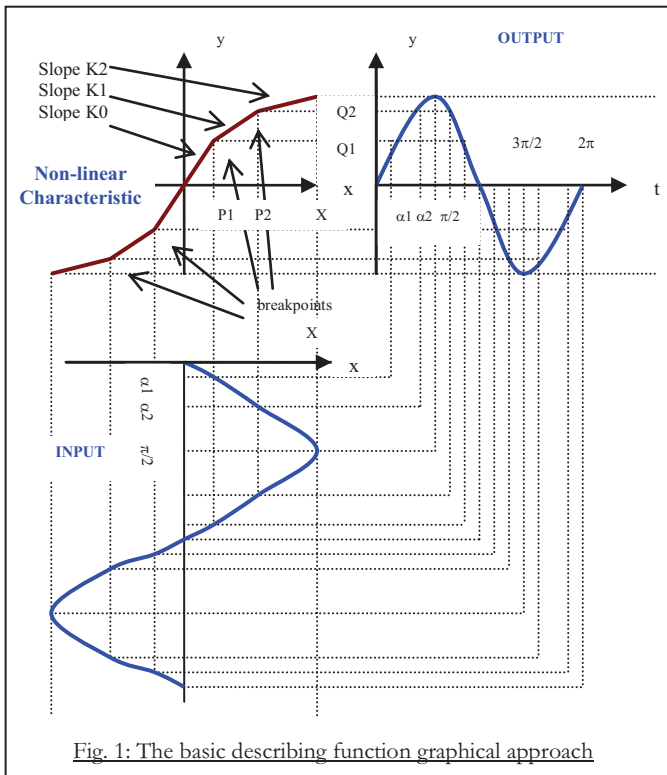 y
y
OUTPUT
Slope K2
Slope K1
Slope K0
Q2
Q1
3π/2
2π
Non-linear
Characteristic
x
t
P1
P2
X
α1 α2 π/2
breakpoints
X
x
α1
α2
INPUT
π/2
Fig. 1: The basic describing function graphical approach